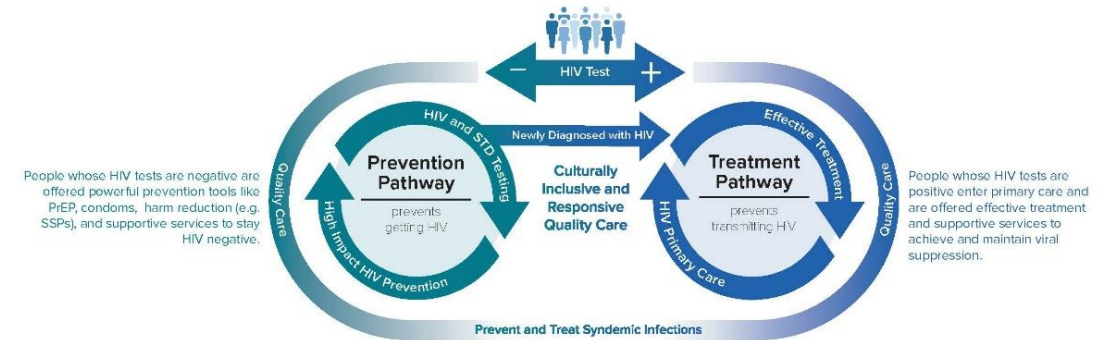 − HIV Test +
HIV and STD Testing
Newly Diagnosed with HIV
Effective Treatment
Quality Care
Prevention
Pathway
prevents
getting HIV
High Impact HIV Prevention
Culturally
Inclusive and
Responsive
Quality Care
Treatment
Pathway
prevents
transmitting HIV
HIV Primary Care
Quality Care
People whose HIV tests are negative are
offered powerful prevention tools like
PrEP, condoms, harm reduction (e.g.
SSPs), and supportive services to stay
HIV negative.
People whose HIV tests are
positive enter primary care and
are offered effective treatment
and supportive services to
achieve and maintain viral
suppression.
Prevent and Treat Syndemic Infections